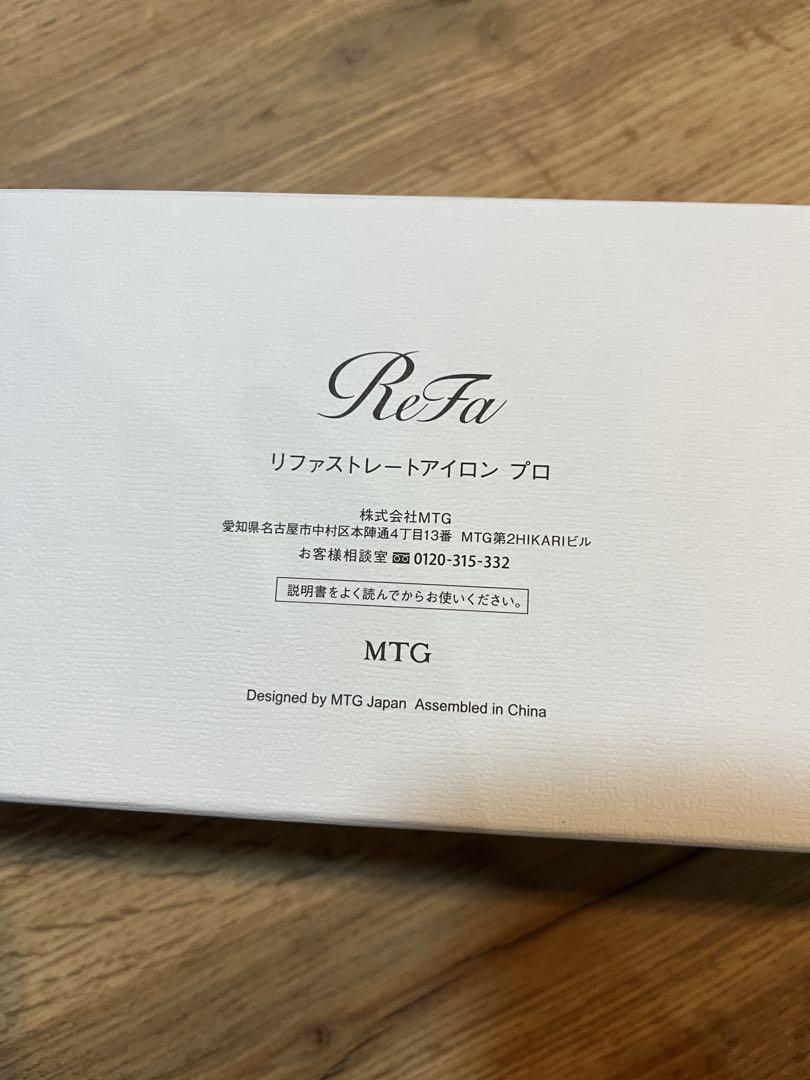 ReFa
リファストレートアイロン プロ
株式会社MTG
愛知県名古屋市中村区本陣通4丁目13番 MTG第2HIKARIビル
お客様相談室 0120-315-332
説明書をよく読んでからお使いください。
MTG
Designed by MTG Japan Assembled in China